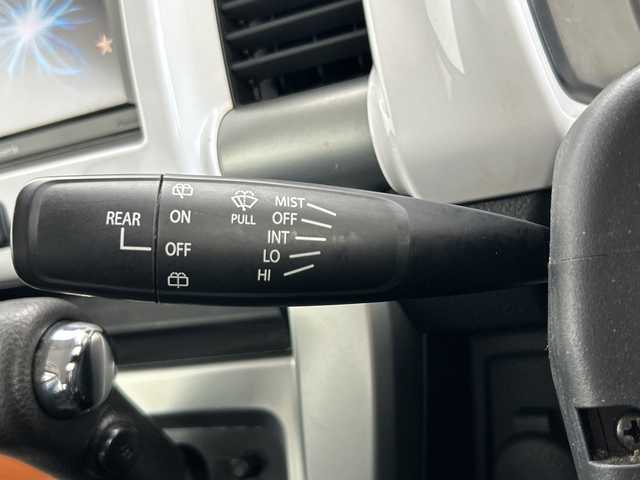 REAR
ON
OFF
PULL
MIST
OFF
INT
LO
HI